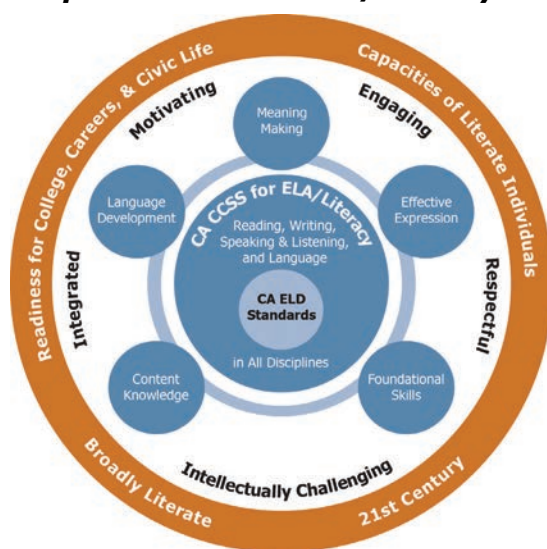 Readiness for College, Careers, & Civic Life
Capacities of Literate Individuals
Broadly Literate
21st Century
Motivating
Engaging
Integrated
Respectful
Intellectually Challenging
Meaning
Making
Language
Development
Effective
Expression
Content
Knowledge
Foundational
Skills
CA CCSS for ELA/Literacy
Reading, Writing,
Speaking & Listening,
and Language
CA ELD
Standards
in All Disciplines